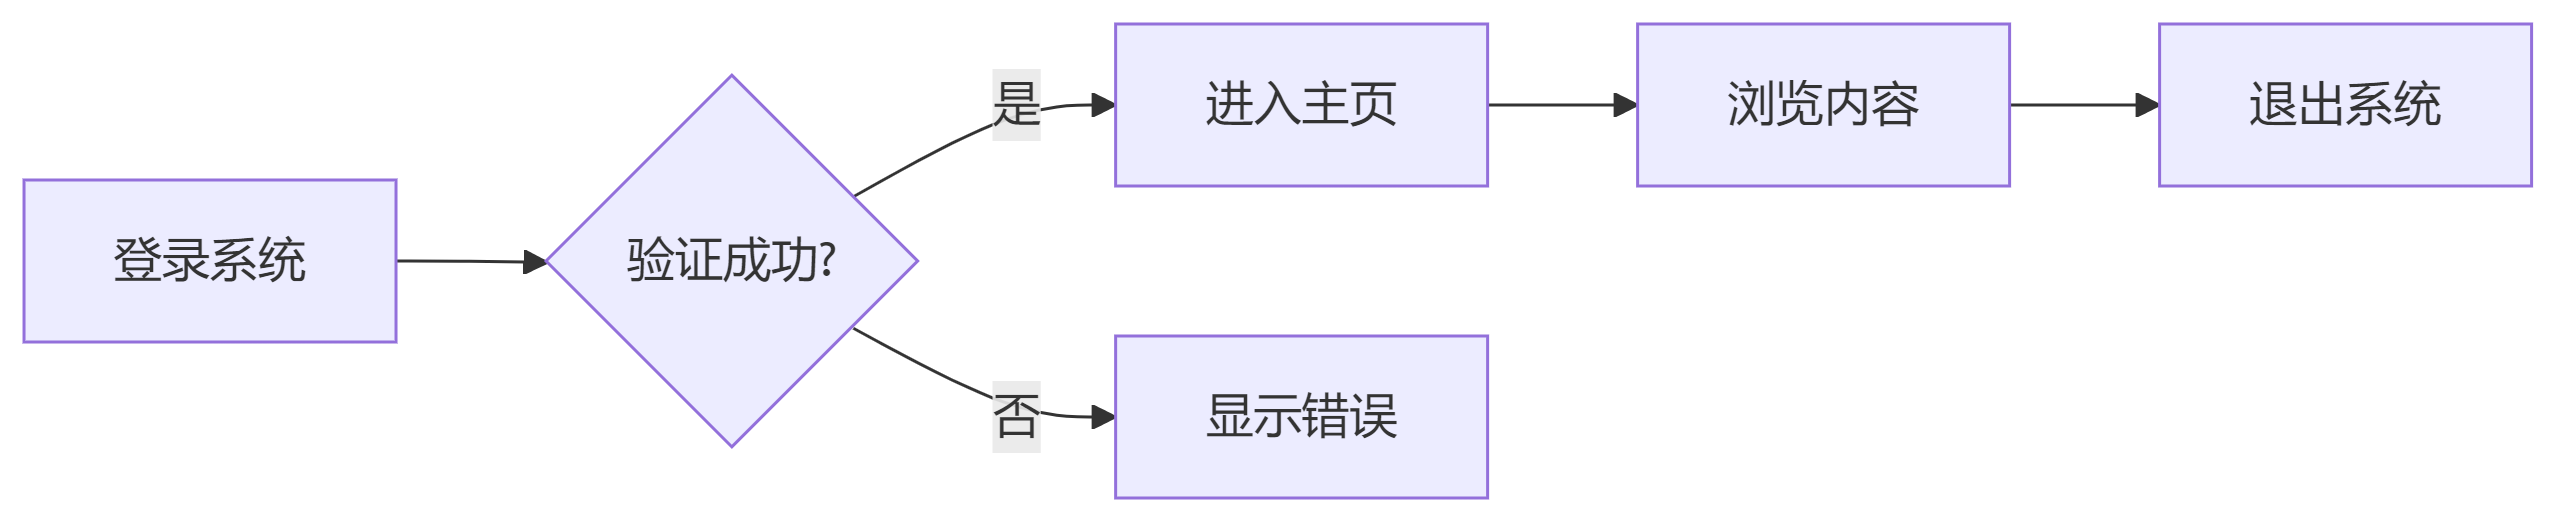 登录系统
验证成功?
是
进入主页
浏览内容
退出系统
否
显示错误